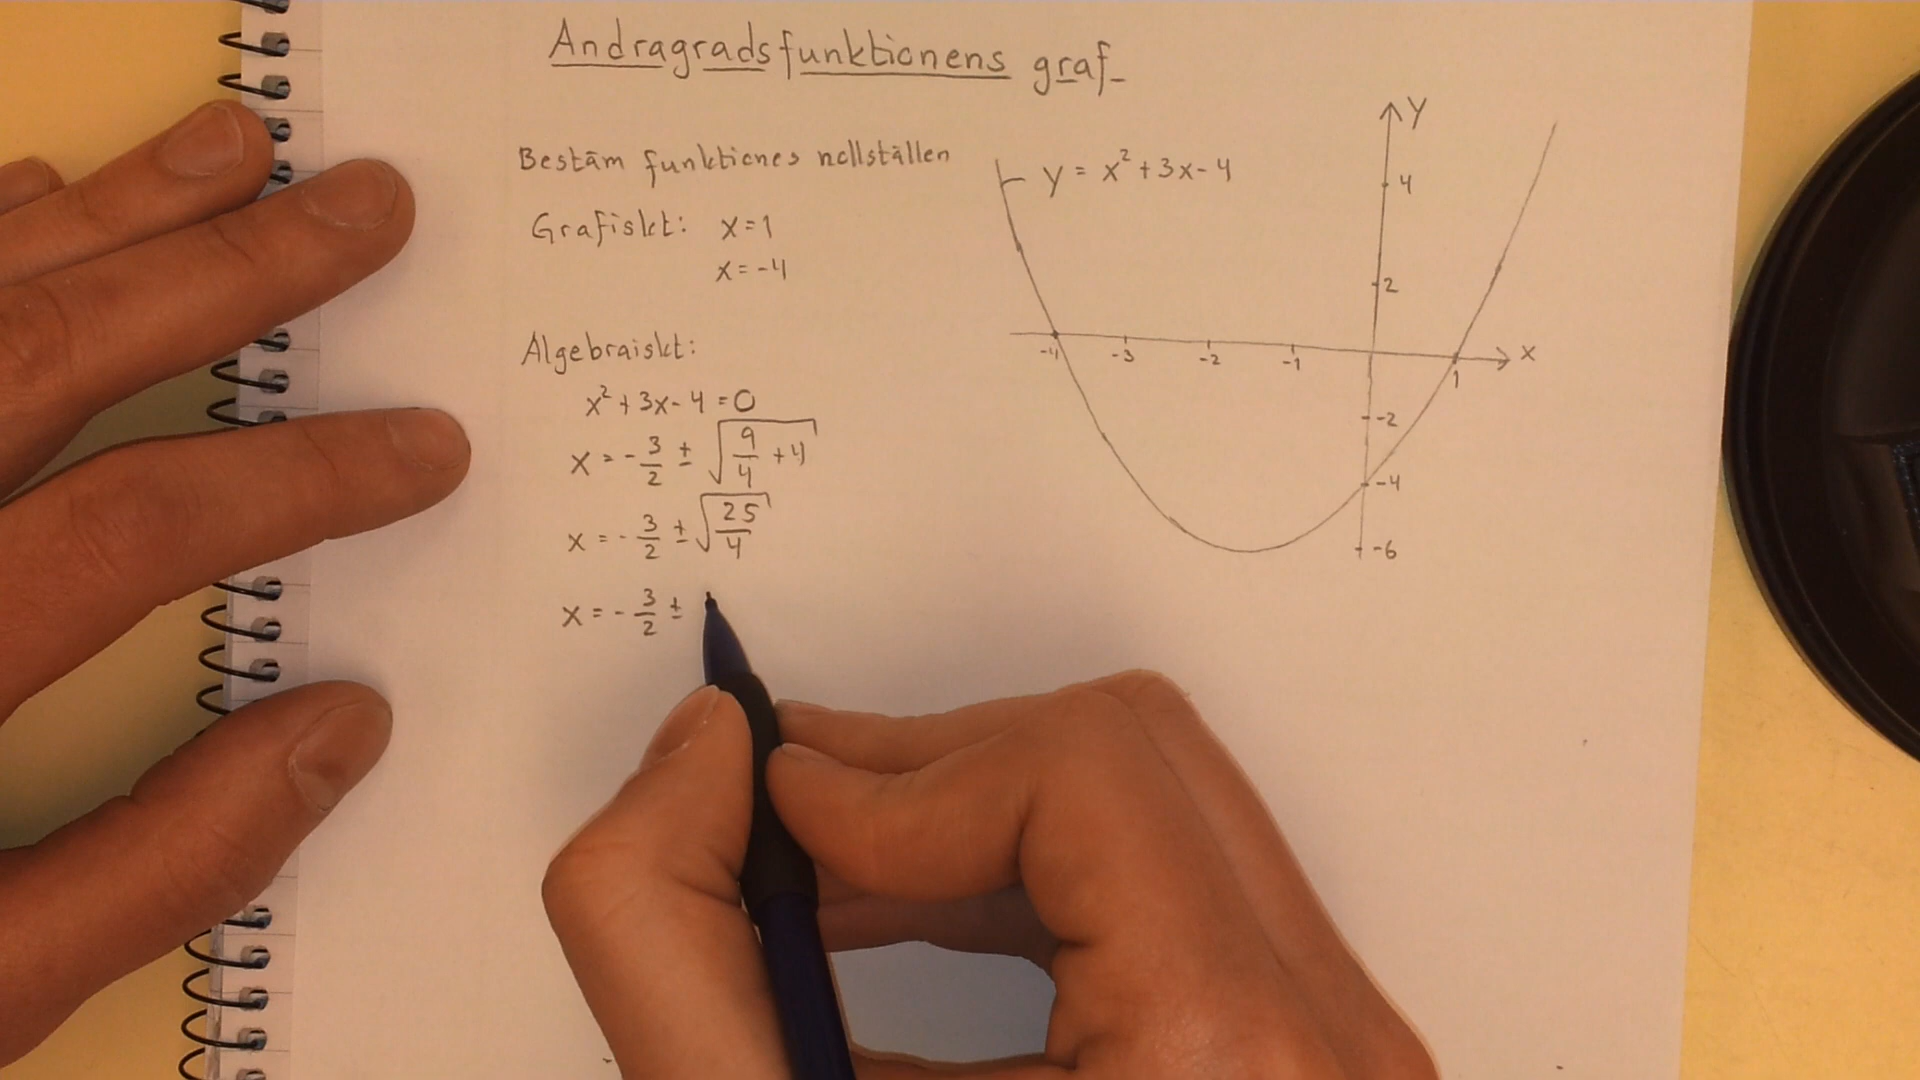 Andragradsfunktionens graf
Bestäm funktiones nollställen
Grafiskt: x=1
x=-4
Algebraiskt:
x²+3x-4=0
x=-3/2 ± √(9/4+4)
x=-3/2 ± √(25/4)
x=-3/2 ±
y=x²+3x-4
y
4
2
-4 -3 -2 -1 1 x
-2
-4
-6